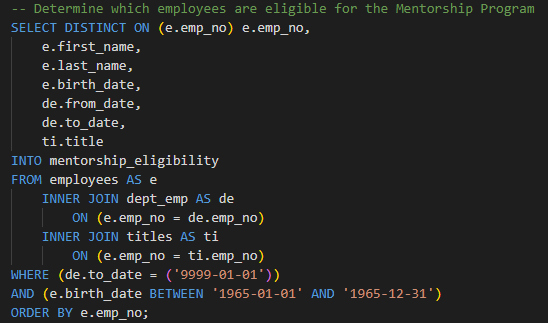 -- Determine which employees are eligible for the Mentorship Program
SELECT DISTINCT ON (e.emp_no) e.emp_no,
    e.first_name,
    e.last_name,
    e.birth_date,
    de.from_date,
    de.to_date,
    ti.title
INTO mentorship_eligibility
FROM employees AS e
    INNER JOIN dept_emp AS de
        ON (e.emp_no = de.emp_no)
    INNER JOIN titles AS ti
        ON (e.emp_no = ti.emp_no)
WHERE (de.to_date = ('9999-01-01'))
AND (e.birth_date BETWEEN '1965-01-01' AND '1965-12-31')
ORDER BY e.emp_no;